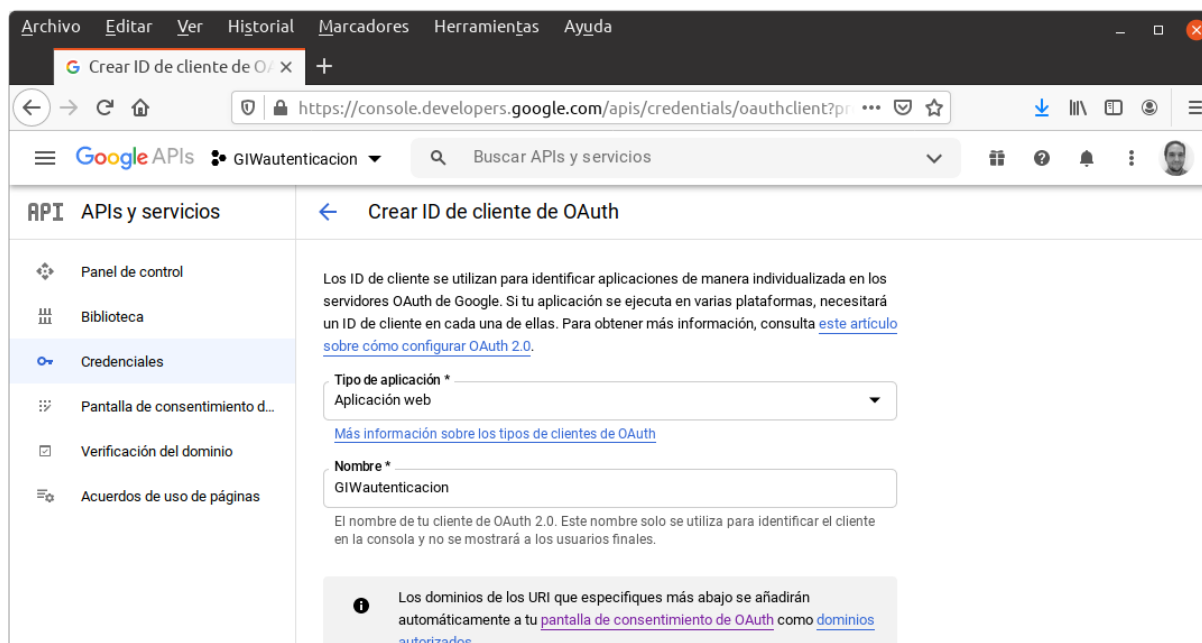 Archivo Editar Ver Historial Marcadores Herramientas Ayuda
Crear ID de cliente de OA
https://console.developers.google.com/apis/credentials/oauthclient?pr
Google APIs GIWautenticacion Buscar APIs y servicios
API APIs y servicios
Crear ID de cliente de OAuth
Panel de control
Biblioteca
Credenciales
Pantalla de consentimiento d...
Verificación del dominio
Acuerdos de uso de páginas
Los ID de cliente se utilizan para identificar aplicaciones de manera individualizada en los
servidores OAuth de Google. Si tu aplicación se ejecuta en varias plataformas, necesitará
un ID de cliente en cada una de ellas. Para obtener más información, consulta este artículo
sobre cómo configurar OAuth 2.0.
Tipo de aplicación *
Aplicación web
Más información sobre los tipos de clientes de OAuth
Nombre *
GIWautenticacion
El nombre de tu cliente de OAuth 2.0. Este nombre solo se utiliza para identificar el cliente
en la consola y no se mostrará a los usuarios finales.
Los dominios de los URI que especifiques más abajo se añadirán
automáticamente a tu pantalla de consentimiento de OAuth como dominios
autorizados.